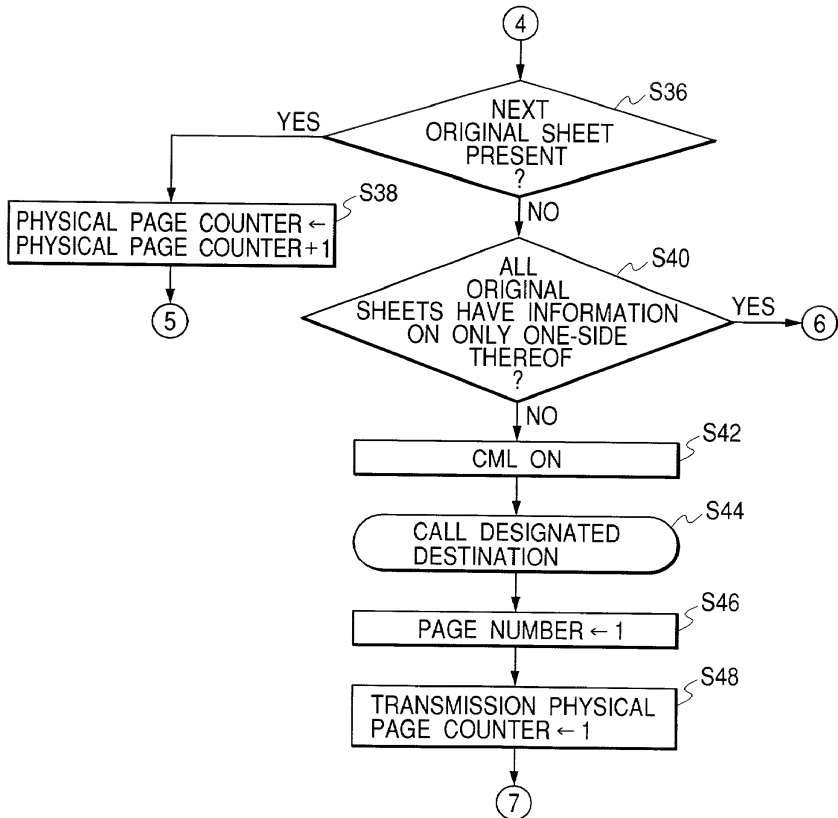 4
S36
NEXT
ORIGINAL SHEET
PRESENT
?
YES
NO
S38
PHYSICAL PAGE COUNTER ←
PHYSICAL PAGE COUNTER+1
5
S40
ALL
ORIGINAL
SHEETS HAVE INFORMATION
ON ONLY ONE-SIDE
THEREOF
?
YES
6
NO
S42
CML ON
S44
CALL DESIGNATED
DESTINATION
S46
PAGE NUMBER ← 1
S48
TRANSMISSION PHYSICAL
PAGE COUNTER ← 1
7